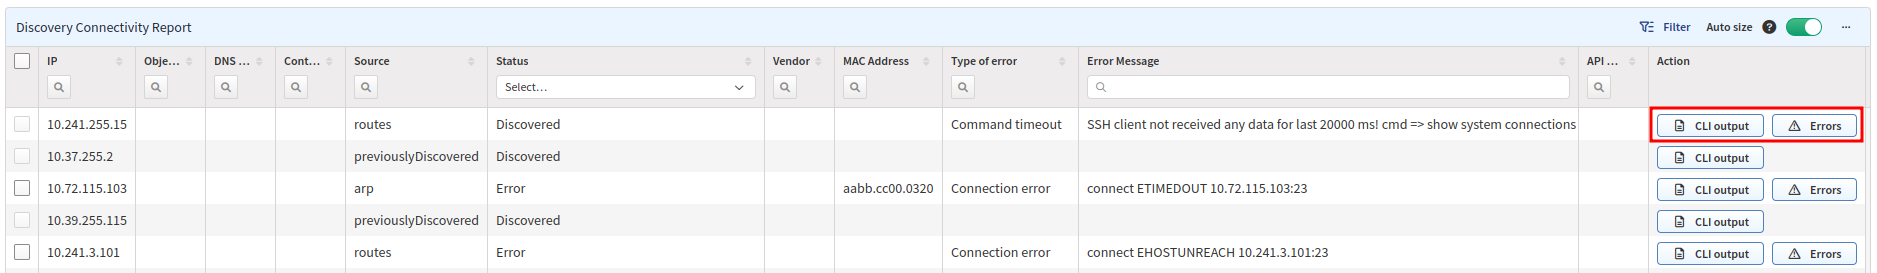 Discovery Connectivity Report Filter Auto size ? ...
IP Obje... DNS ... Cont... Source Status Vendor MAC Address Type of error Error Message API ... Action
Select...
10.241.255.15 routes Discovered Command timeout SSH client not received any data for last 20000 ms! cmd => show system connections CLI output Errors
10.37.255.2 previouslyDiscovered Discovered CLI output
10.72.115.103 arp Error aabb.cc00.0320 Connection error connect ETIMEDOUT 10.72.115.103:23 CLI output Errors
10.39.255.115 previouslyDiscovered Discovered CLI output
10.241.3.101 routes Error Connection error connect EHOSTUNREACH 10.241.3.101:23 CLI output Errors